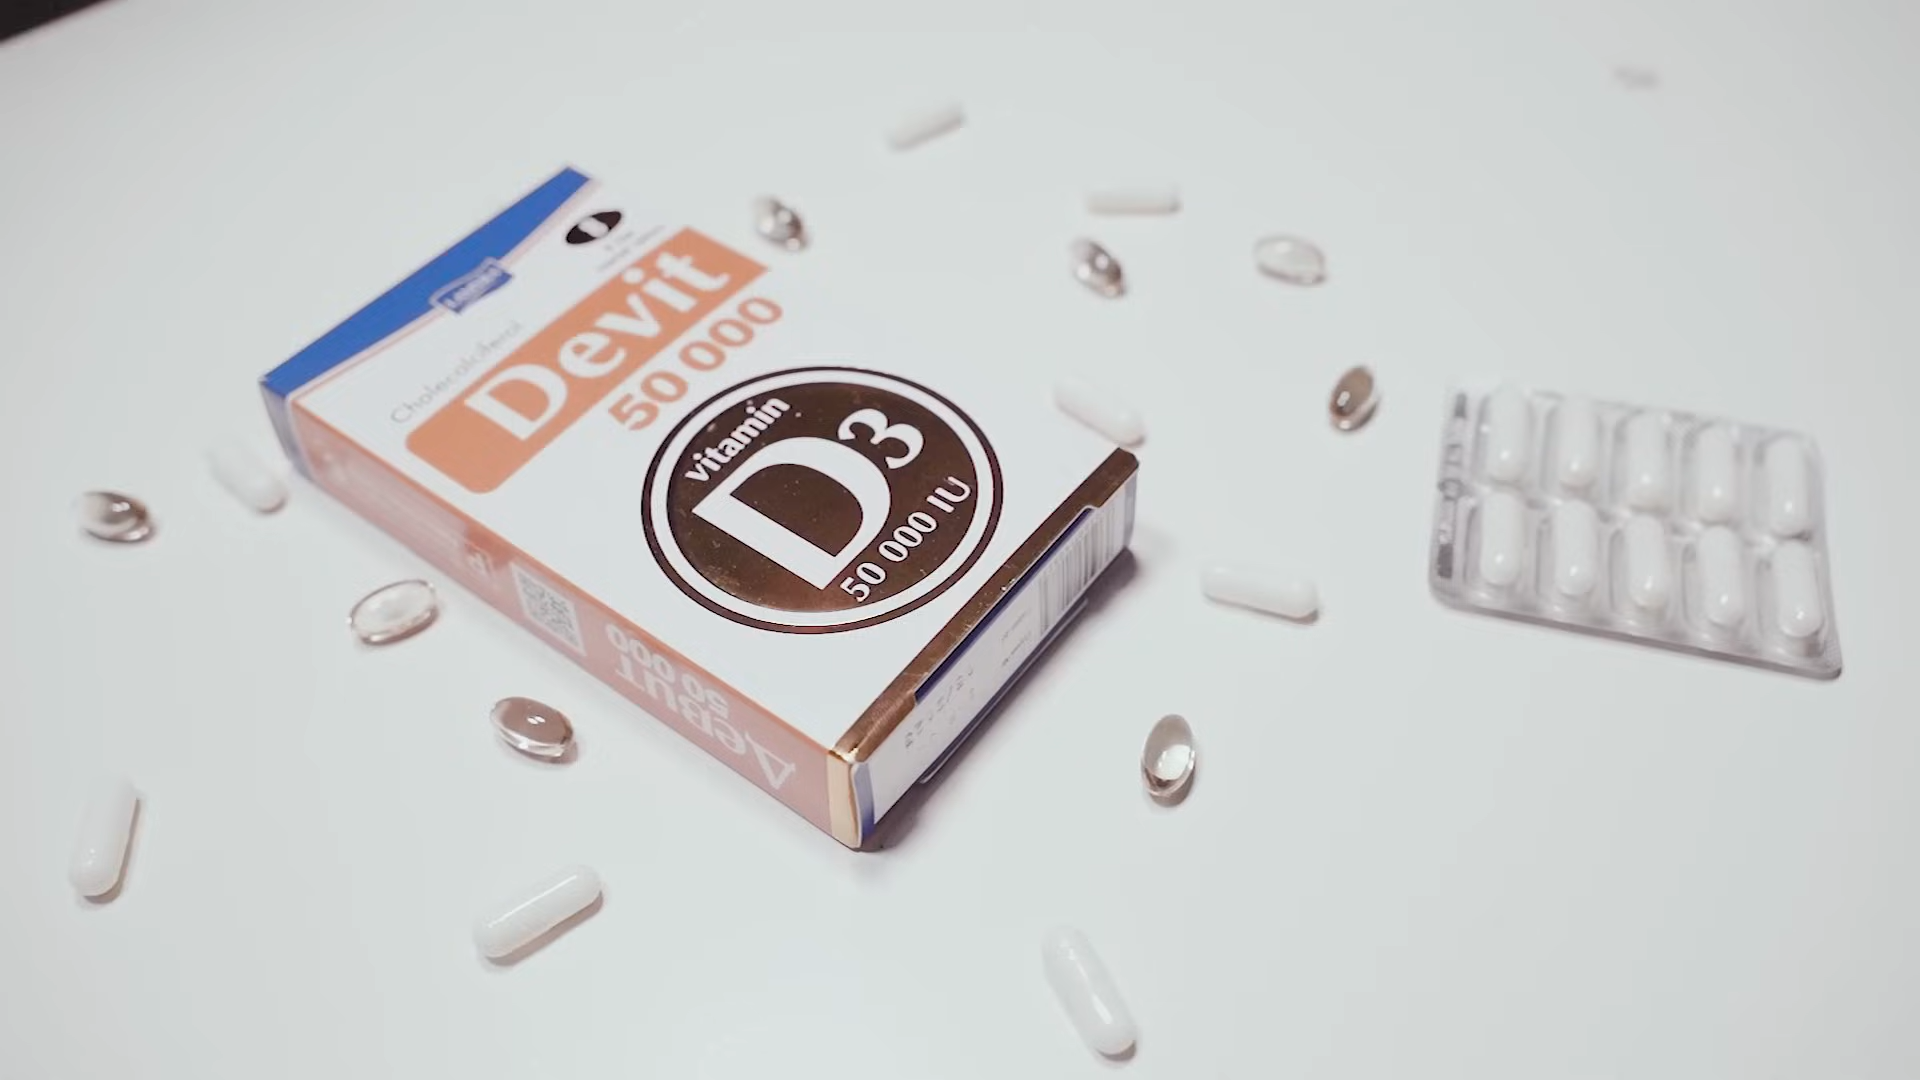 Cholecalciferol
Devit
50 000
vitamin
D3
50 000 IU
Девит
50 000